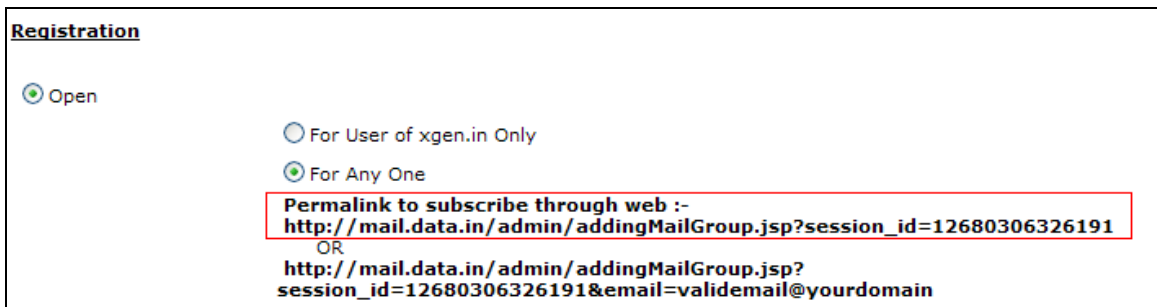 Registration
Open
For User of xgen.in Only
For Any One
Permalink to subscribe through web :-
http://mail.data.in/admin/addingMailGroup.jsp?session_id=12680306326191
OR
http://mail.data.in/admin/addingMailGroup.jsp?
session_id=12680306326191&email=validemail@yourdomain